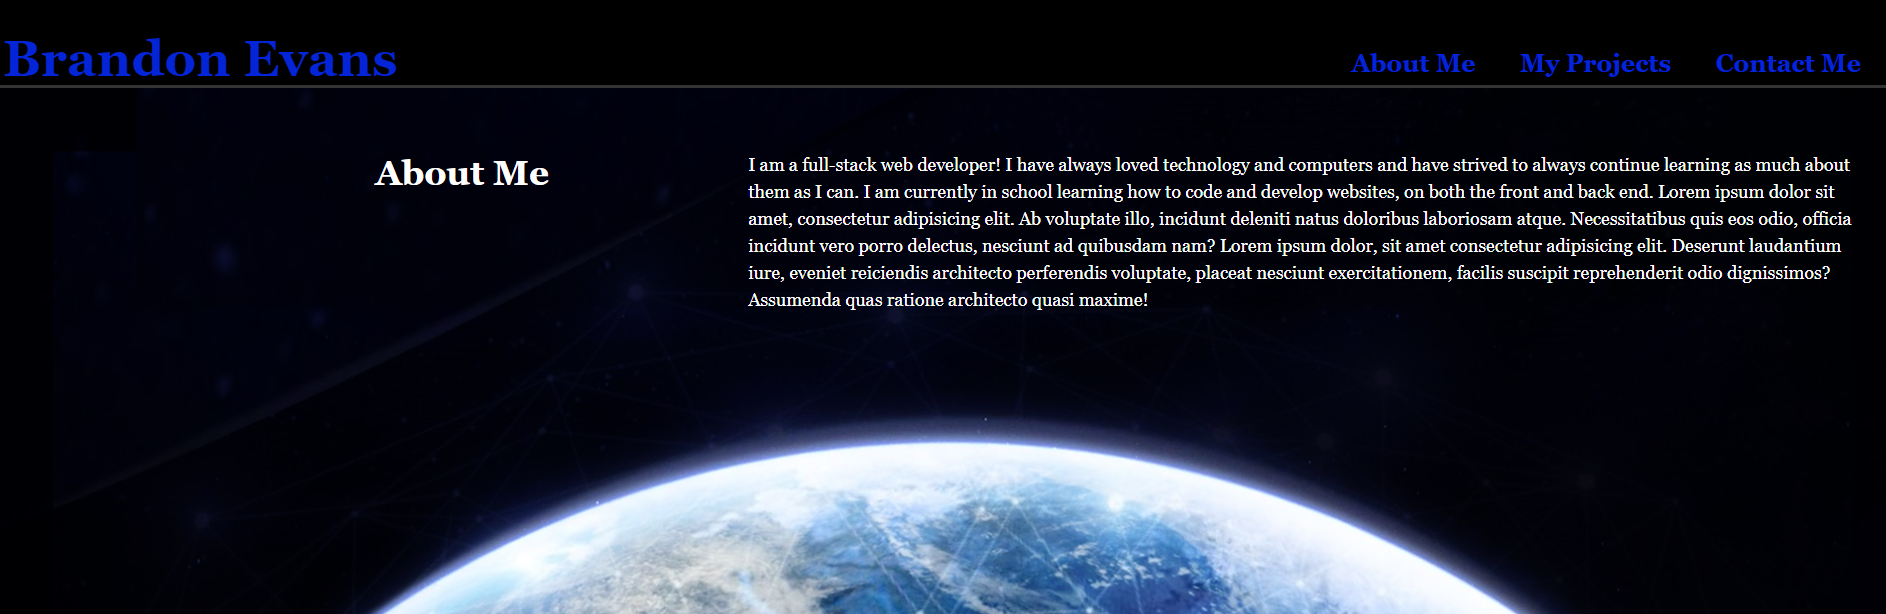 Brandon Evans
About Me
My Projects
Contact Me
About Me
I am a full-stack web developer! I have always loved technology and computers and have strived to always continue learning as much about
them as I can. I am currently in school learning how to code and develop websites, on both the front and back end. Lorem ipsum dolor sit
amet, consectetur adipisicing elit. Ab voluptate illo, incidunt deleniti natus doloribus laboriosam atque. Necessitatibus quis eos odio, officia
incidunt vero porro delectus, nesciunt ad quibusdam nam? Lorem ipsum dolor, sit amet consectetur adipisicing elit. Deserunt laudantium
iure, eveniet reiciendis architecto perferendis voluptate, placeat nesciunt exercitationem, facilis suscipit reprehenderit odio dignissimos?
Assumenda quas ratione architecto quasi maxime!